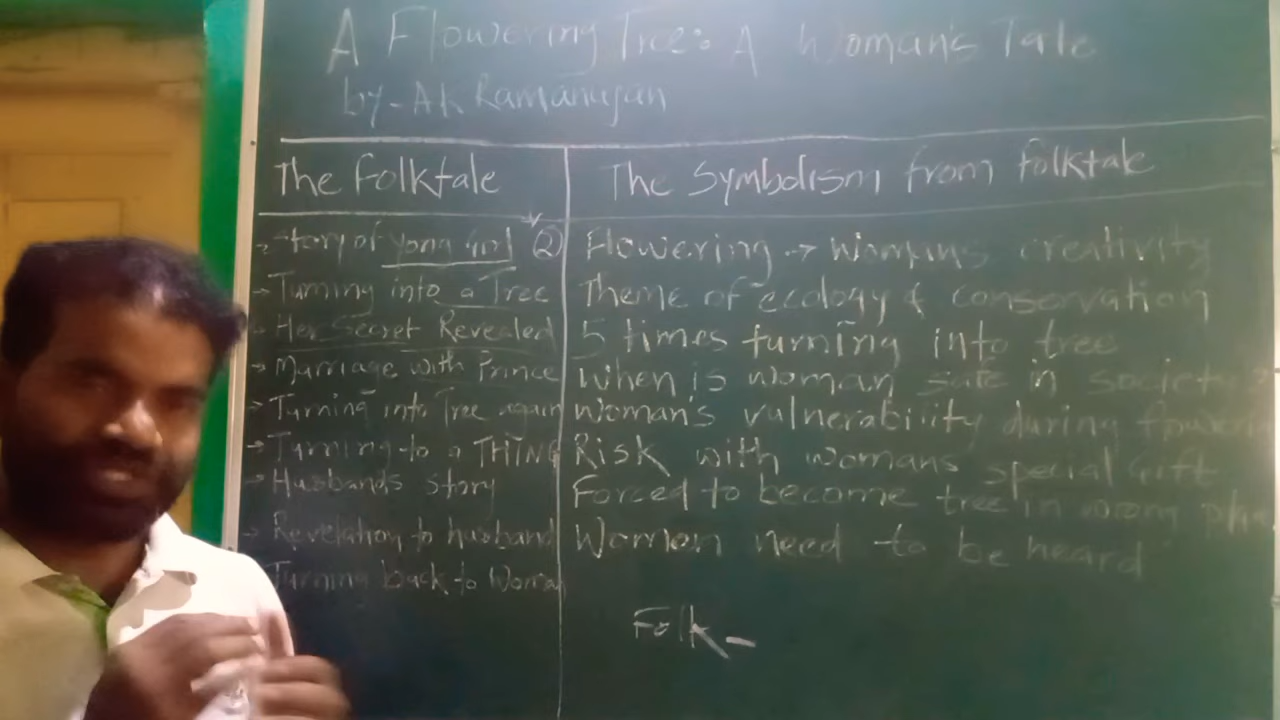 A Flowering Tree: A Woman's Tale
by - AK Ramanujan
The Folktale
→ Story of yong Girl ②
→ Turning into a Tree
→ Her Secret Revealed
→ Marriage with Prince
→ Turning into Tree again
→ Turning to a THING
→ Husbands story
→ Revelation to husband
Turning back to Woman
The Symbolism from folktale
Flowering → womans creativity
Theme of ecology & conservation
5 times turning into tree
When is woman safe in society
Woman's vulnerability during
Risk with womans special Gift
Forced to become tree in wrong
Women need to be heard
Folk -